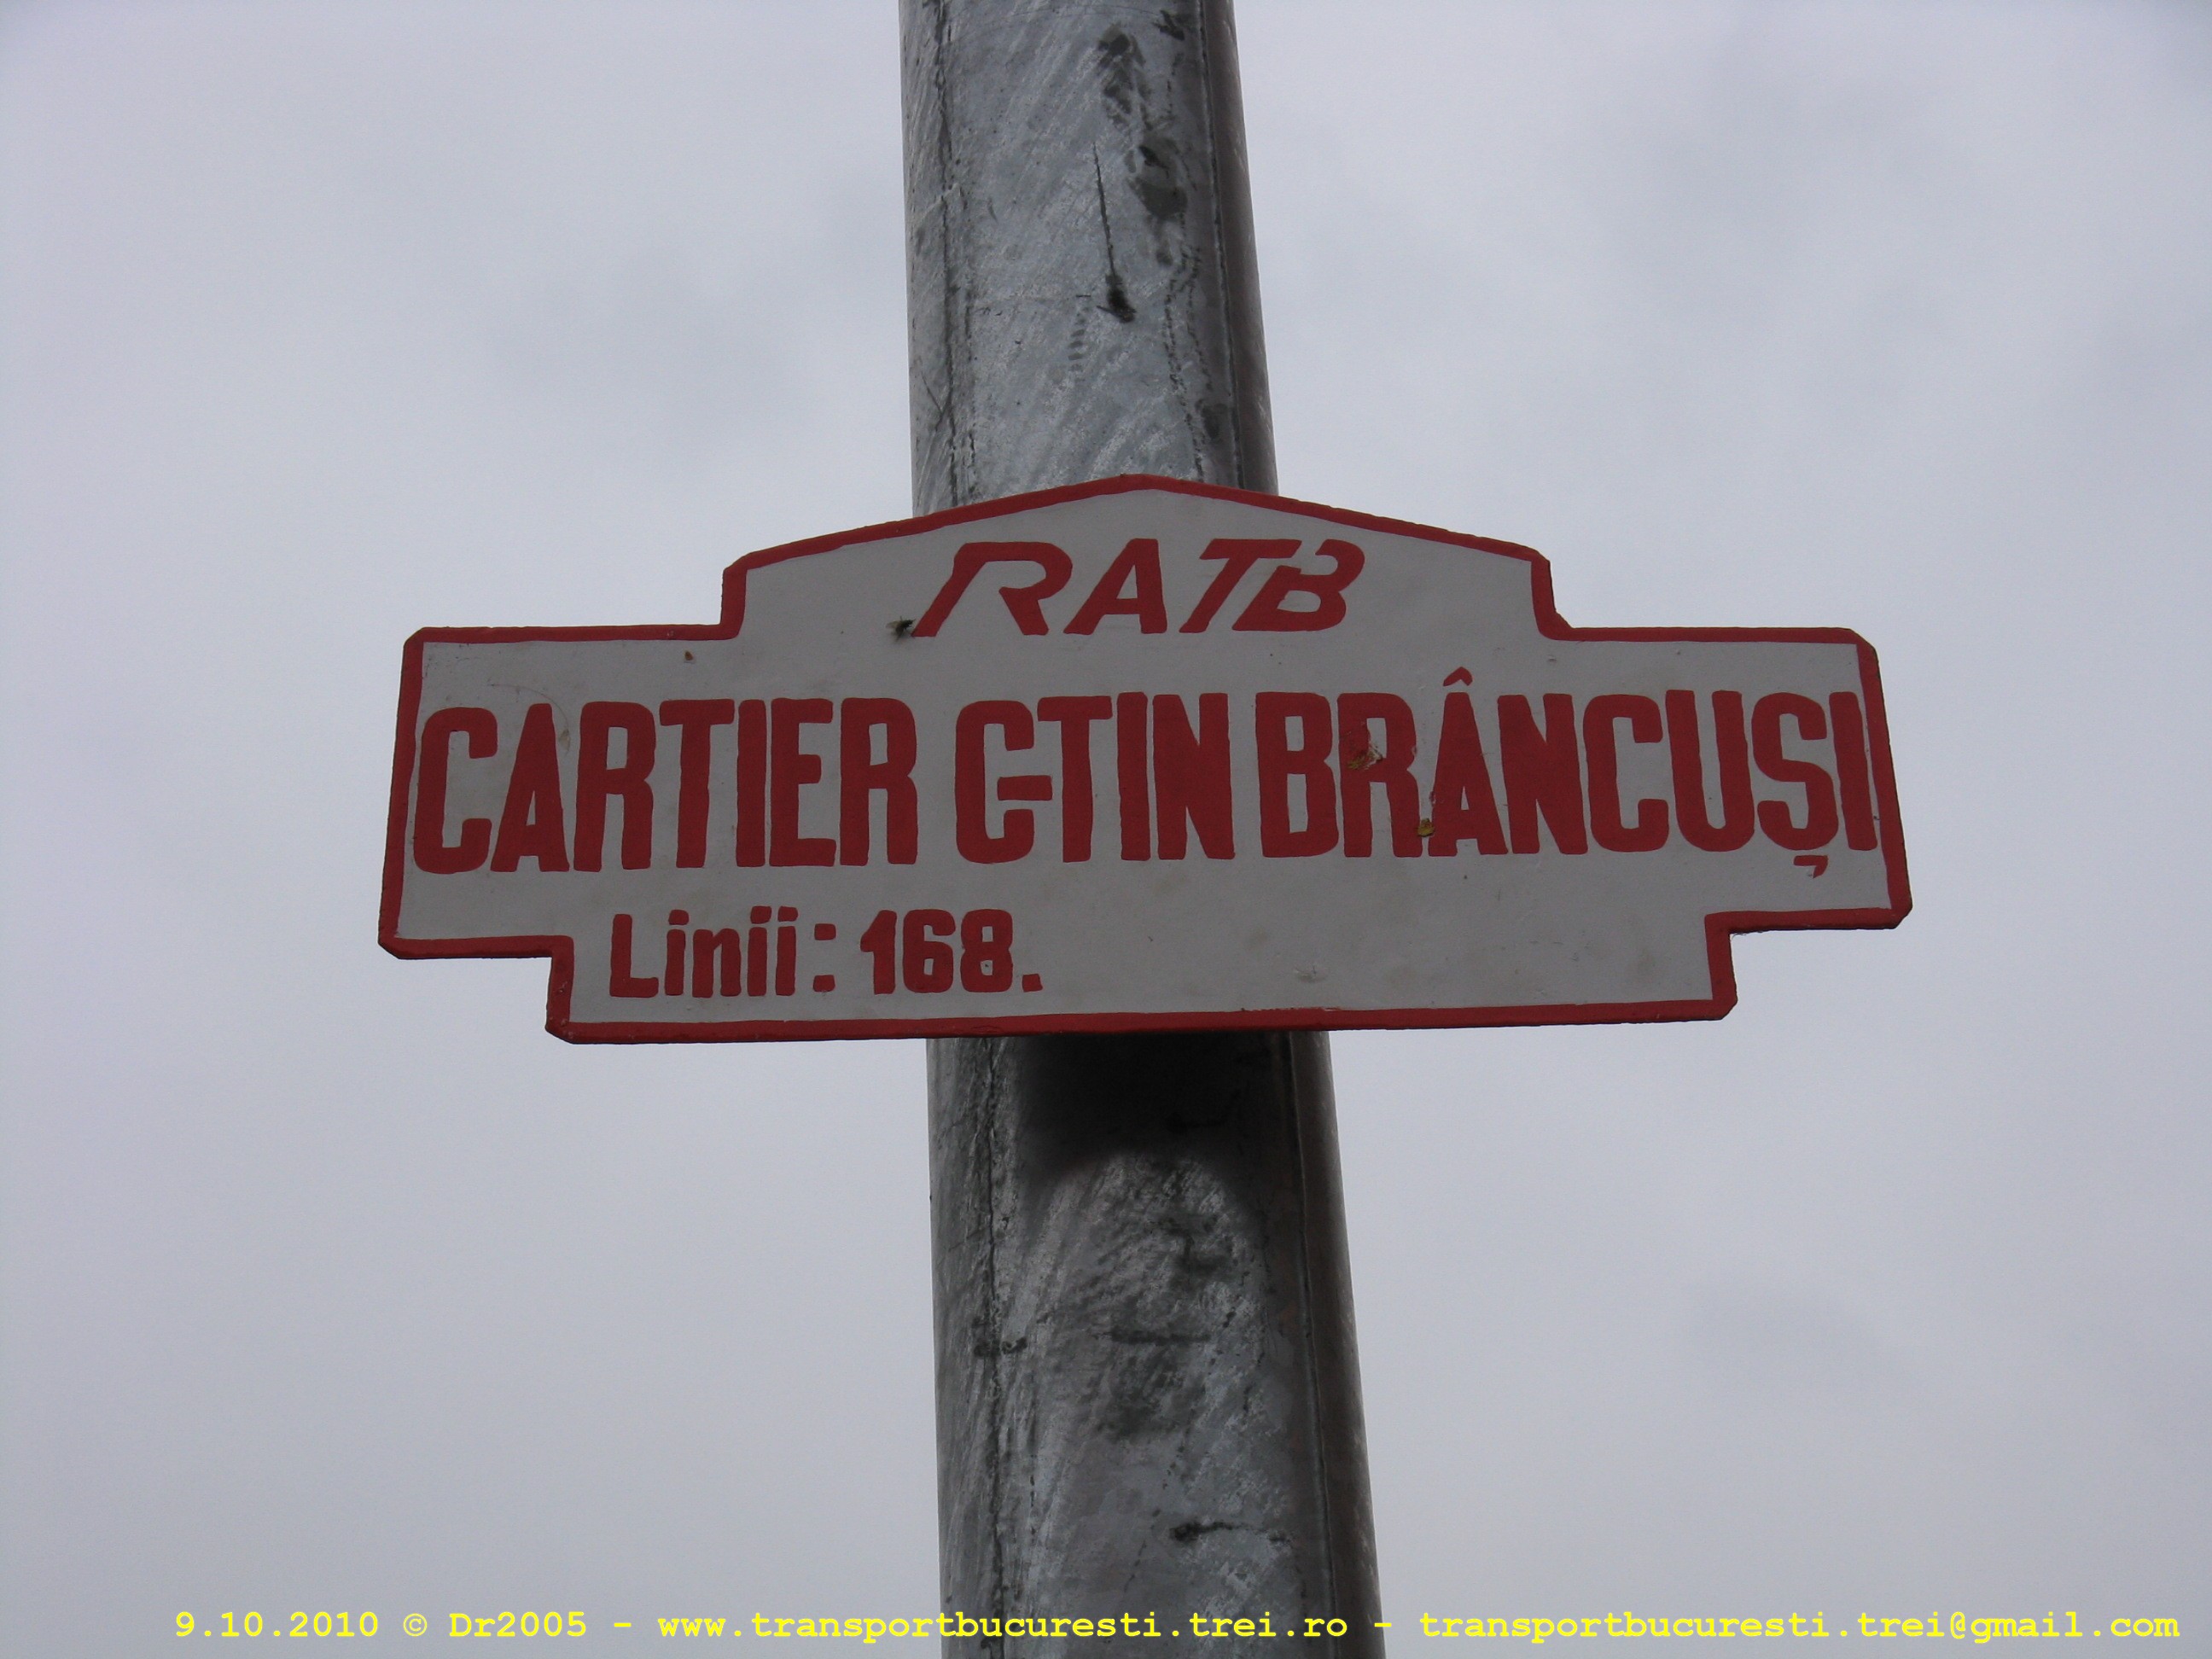 RATB
CARTIER C-TIN BRÂNCUȘI
Linii: 168.
9.10.2010 © Dr2005 - www.transportbucuresti.trei.ro - transportbucuresti.trei@gmail.com